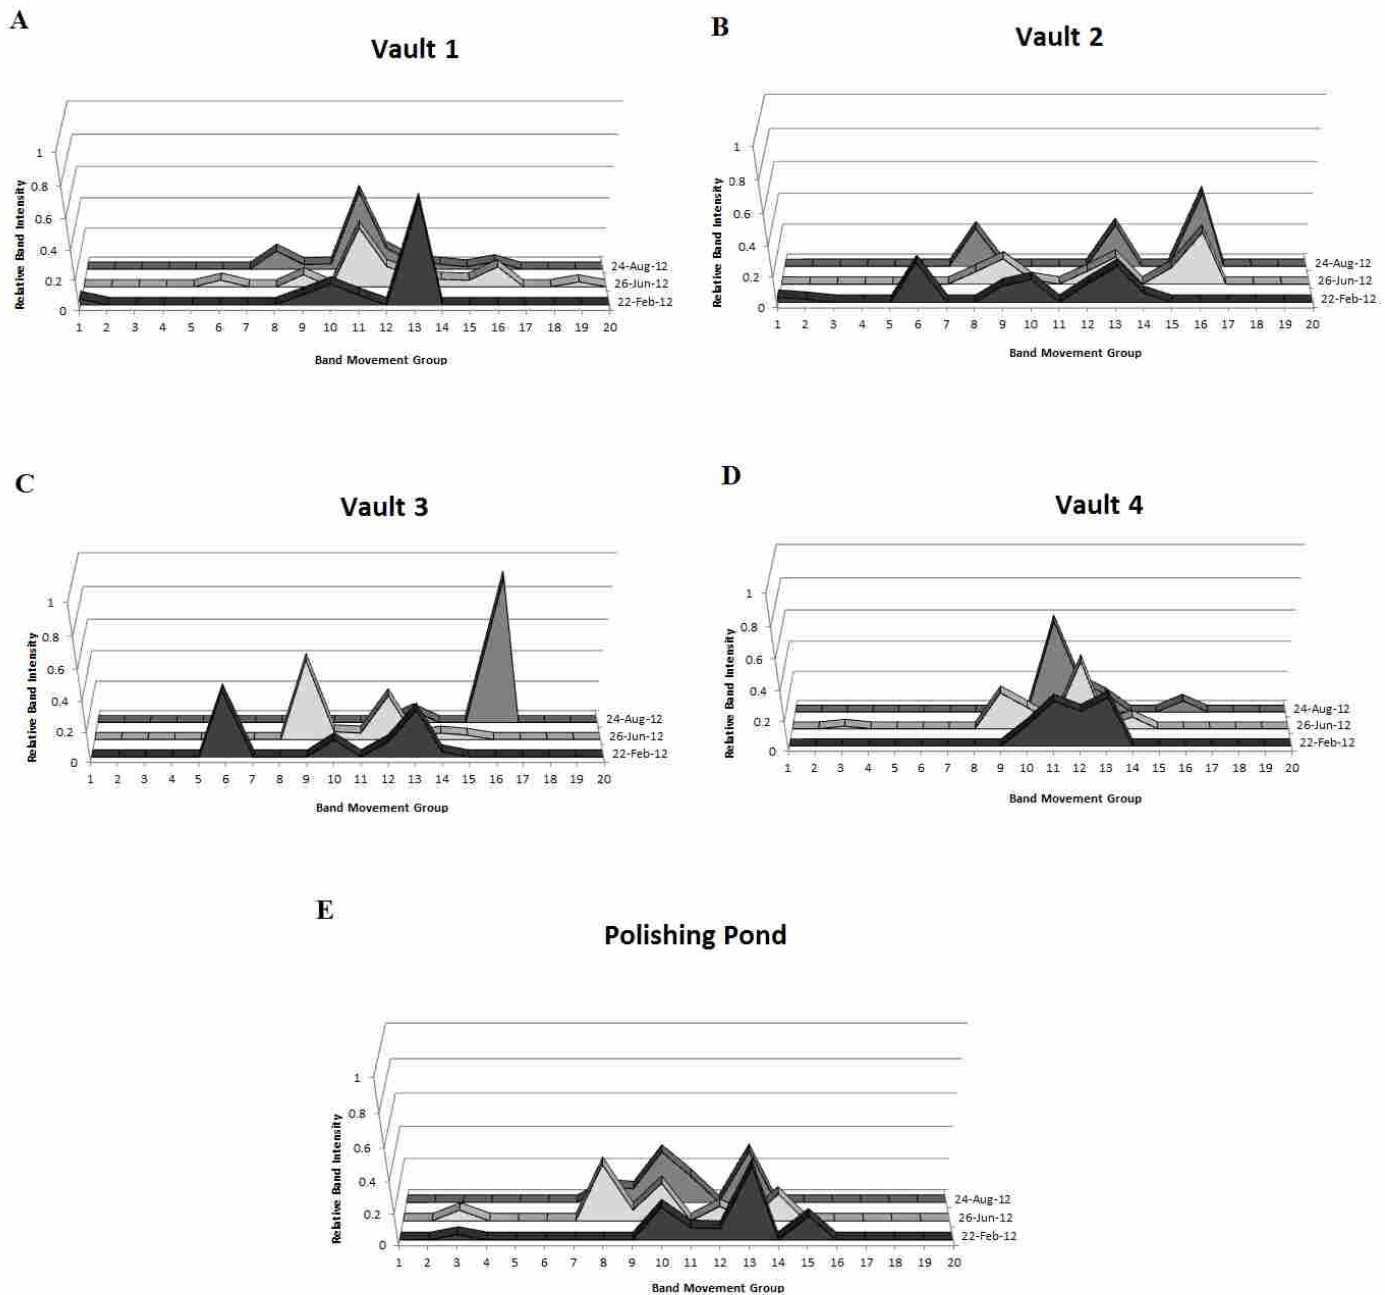 A
Vault 1
Relative Band Intensity
1
0.8
0.6
0.4
0.2
0
24-Aug-12
26-Jun-12
22-Feb-12
1 2 3 4 5 6 7 8 9 10 11 12 13 14 15 16 17 18 19 20
Band Movement Group
B
Vault 2
Relative Band Intensity
1
0.8
0.6
0.4
0.2
0
24-Aug-12
26-Jun-12
22-Feb-12
1 2 3 4 5 6 7 8 9 10 11 12 13 14 15 16 17 18 19 20
Band Movement Group
C
Vault 3
Relative Band Intensity
1
0.8
0.6
0.4
0.2
0
24-Aug-12
26-Jun-12
22-Feb-12
1 2 3 4 5 6 7 8 9 10 11 12 13 14 15 16 17 18 19 20
Band Movement Group
D
Vault 4
Relative Band Intensity
1
0.8
0.6
0.4
0.2
0
24-Aug-12
26-Jun-12
22-Feb-12
1 2 3 4 5 6 7 8 9 10 11 12 13 14 15 16 17 18 19 20
Band Movement Group
E
Polishing Pond
Relative Band Intensity
1
0.8
0.6
0.4
0.2
0
24-Aug-12
26-Jun-12
22-Feb-12
1 2 3 4 5 6 7 8 9 10 11 12 13 14 15 16 17 18 19 20
Band Movement Group